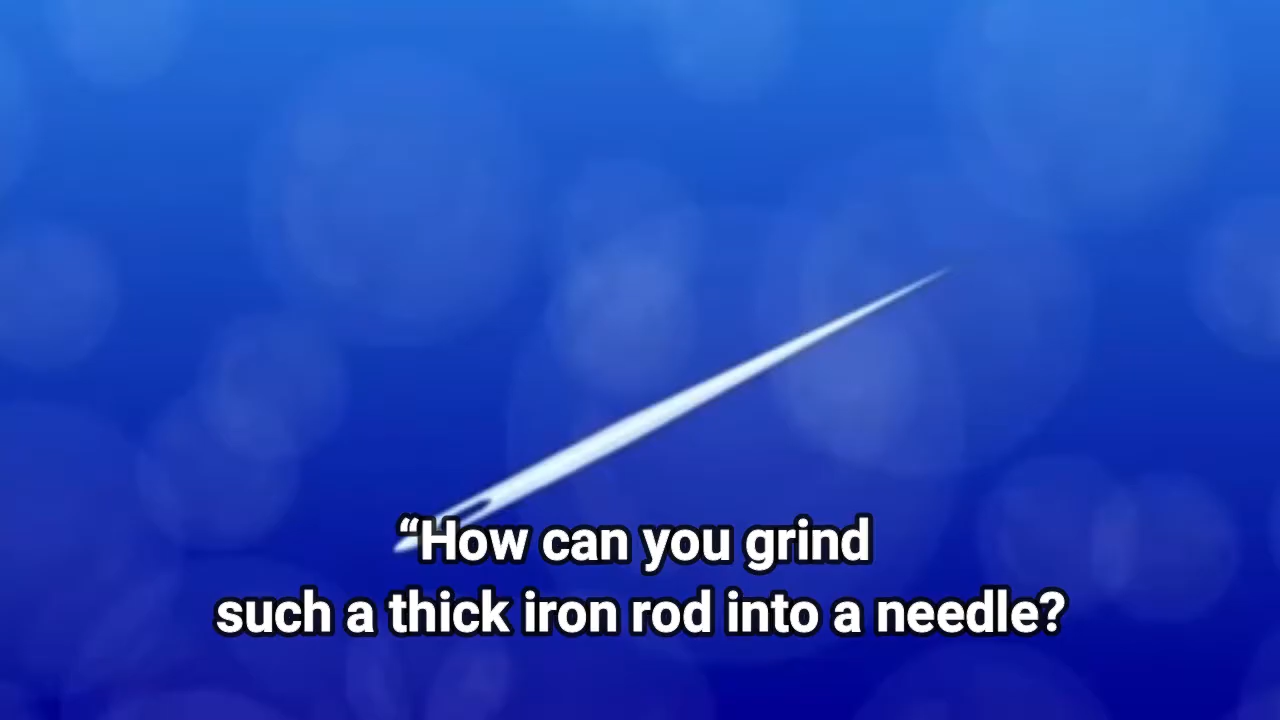 “How can you grind
such a thick iron rod into a needle?